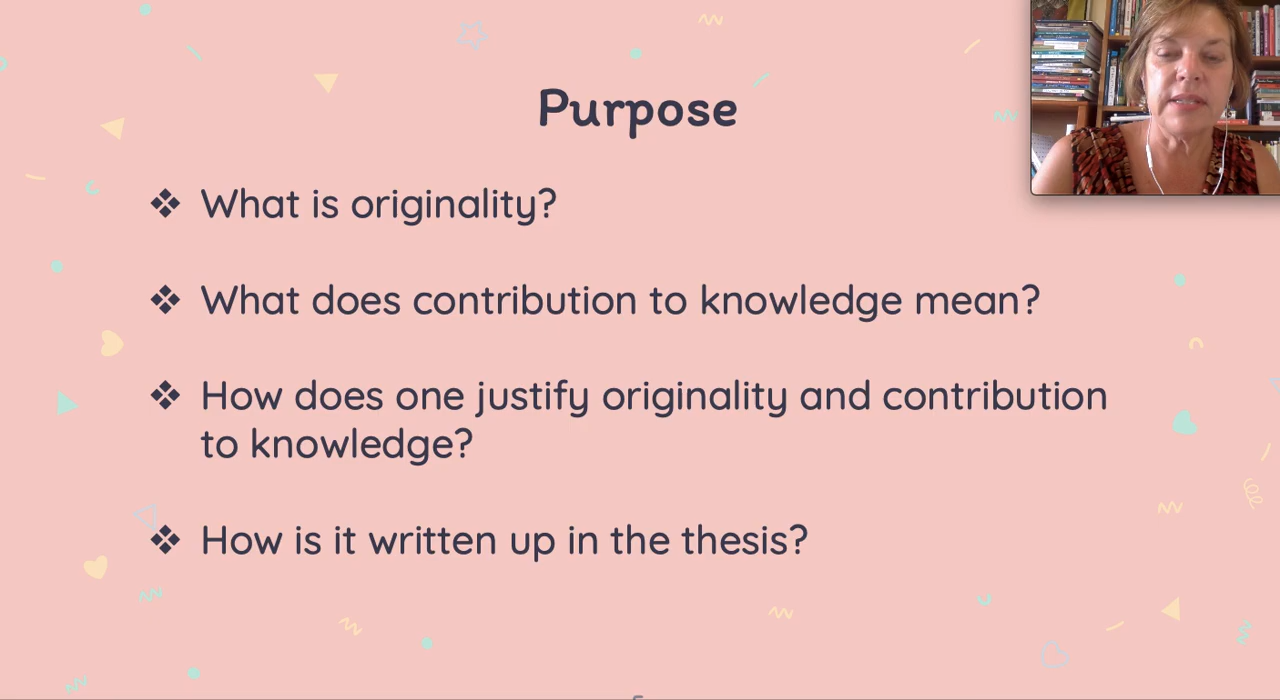 Purpose
❖ What is originality?
❖ What does contribution to knowledge mean?
❖ How does one justify originality and contribution
to knowledge?
❖ How is it written up in the thesis?